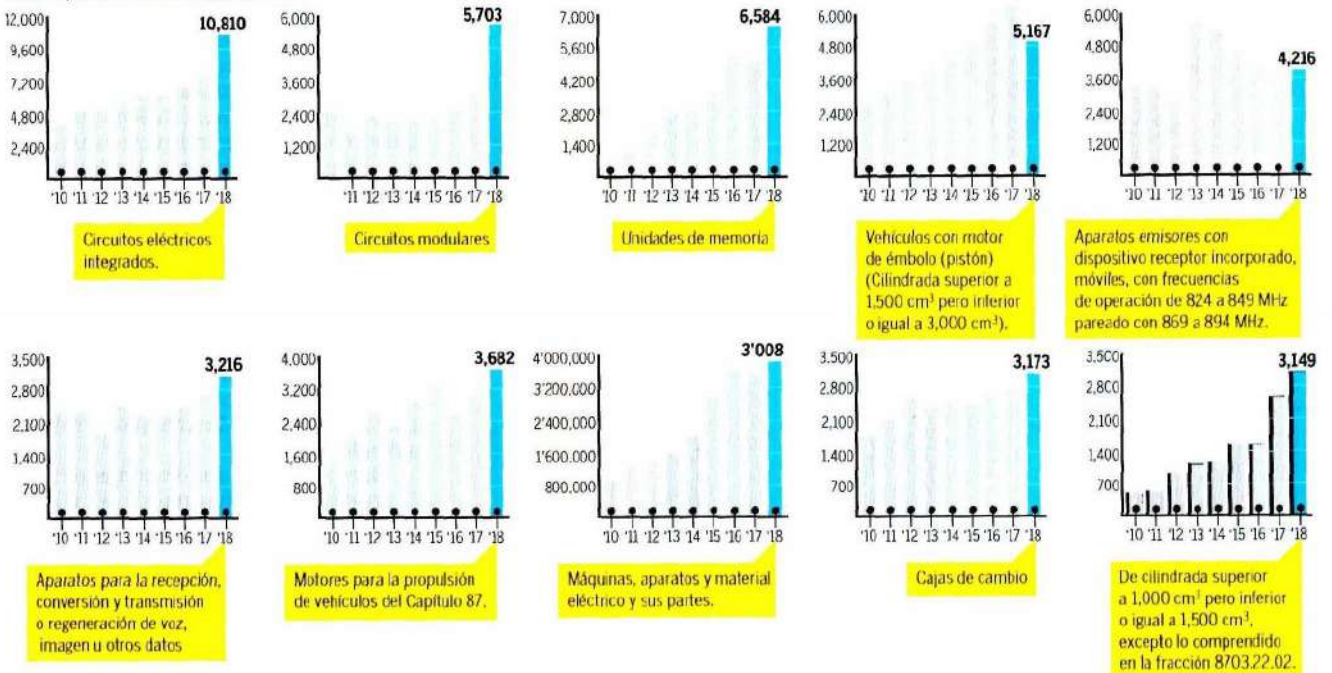 12,000
9,600
7,200
4,800
2,400
10,810
'10 '11 '12 '13 '14 '15 '16 '17 '18
Circuitos eléctricos
integrados.
6,000
4,800
3,600
2,400
1,200
5,703
'11 '12 '13 '14 '15 '16 '17 '18
Circuitos modulares
7,000
5,600
4,200
2,800
1,400
6,584
'10 '11 '12 '13 '14 '15 '16 '17 '18
Unidades de memoria
6,000
4,800
3,600
2,400
1,200
5,167
'10 '11 '12 '13 '14 '15 '16 '17 '18
Vehículos con motor
de émbolo (pistón)
(Cilindrada superior a
1,500 cm³ pero inferior
o igual a 3,000 cm³).
6,000
4,800
3,600
2,400
1,200
4,216
'10 '11 '12 '13 '14 '15 '16 '17 '18
Aparatos emisores con
dispositivo receptor incorporado,
móviles, con frecuencias
de operación de 824 a 849 MHz
pareado con 869 a 894 MHz.
3,500
2,800
2,100
1,400
700
3,216
'10 '11 '12 '13 '14 '15 '16 '17 '18
Aparatos para la recepción,
conversión y transmisión
o regeneración de voz,
imagen u otros datos
4,000
3,200
2,400
1,600
800
3,682
'10 '11 '12 '13 '14 '15 '16 '17 '18
Motores para la propulsión
de vehículos del Capítulo 87.
4'000,000
3'200,000
2'400,000
1'600.000
800.000
3'008
'10 '11 '12 '13 '14 '15 '16 '17 '18
Máquinas, aparatos y material
eléctrico y sus partes.
3.500
2,800
2,100
1,400
700
3,173
'10 '11 '12 '13 '14 '15 '16 '17 '18
Cajas de cambio
3.500
2,800
2,100
1,400
700
3,149
'10 '11 '12 '13 '14 '15 '16 '17 '18
De cilindrada superior
a 1,000 cm³ pero inferior
o igual a 1,500 cm³,
excepto lo comprendido
en la fracción 8703.22.02.